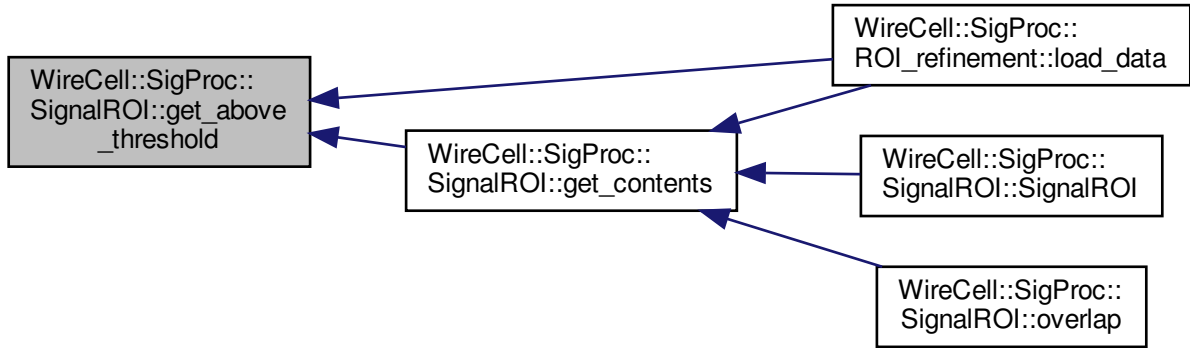 WireCell::SigProc::
SignalROI::get_above
_threshold
WireCell::SigProc::
ROI_refinement::load_data
WireCell::SigProc::
SignalROI::get_contents
WireCell::SigProc::
SignalROI::SignalROI
WireCell::SigProc::
SignalROI::overlap